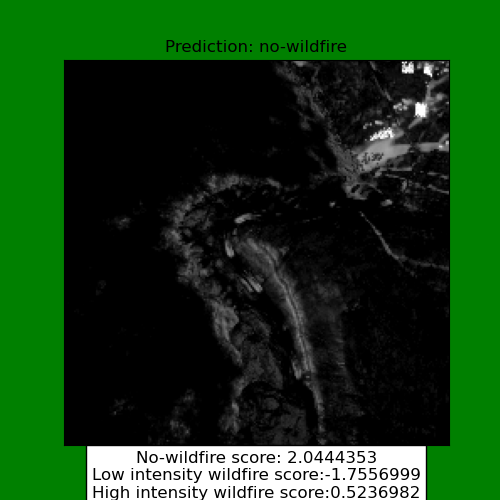 Prediction: no-wildfire
No-wildfire score: 2.0444353
Low intensity wildfire score:-1.7556999
High intensity wildfire score:0.5236982